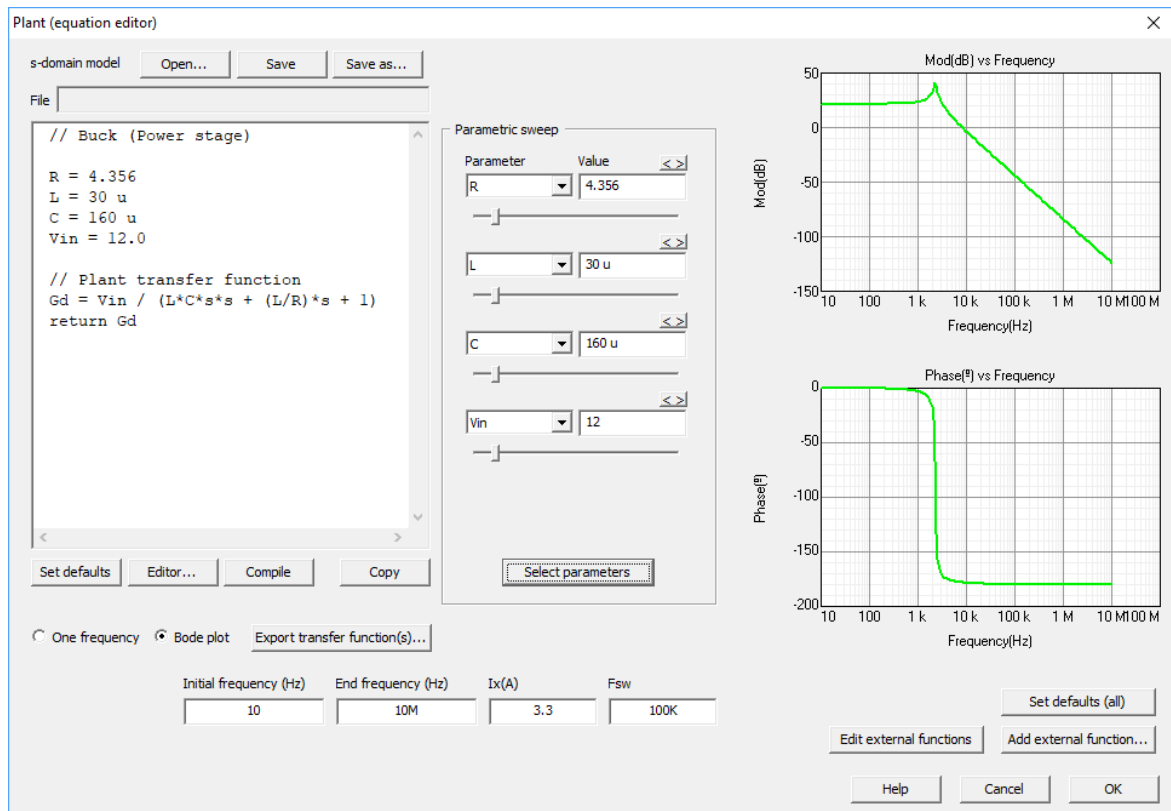 Plant (equation editor)
s-domain model Open... Save Save as...
File
// Buck (Power stage)
R = 4.356
L = 30 u
C = 160 u
Vin = 12.0
// Plant transfer function
Gd = Vin / (L*C*s*s + (L/R)*s + 1)
return Gd
Set defaults Editor... Compile Copy
Parametric sweep
Parameter Value < >
R 4.356
< >
L 30 u
< >
C 160 u
< >
Vin 12
Select parameters
One frequency Bode plot Export transfer function(s)...
Initial frequency (Hz) End frequency (Hz) Ix(A) Fsw
10 10M 3.3 100K
Mod(dB) vs Frequency
50
0
-50
-100
-150
Mod(dB)
10 100 1 k 10 k 100 k 1 M 10 M 100 M
Frequency(Hz)
Phase(º) vs Frequency
0
-50
-100
-150
-200
Phase(º)
10 100 1 k 10 k 100 k 1 M 10 M 100 M
Frequency(Hz)
Set defaults (all)
Edit external functions Add external function...
Help Cancel OK